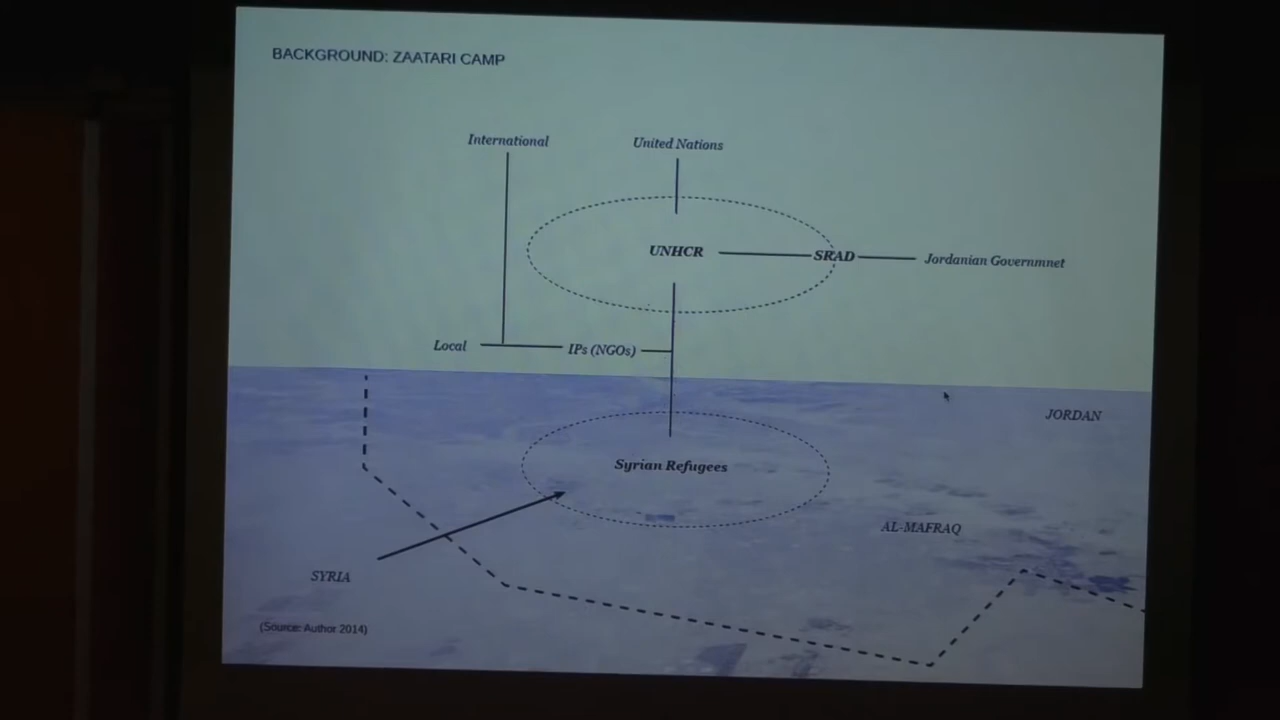 BACKGROUND: ZAATARI CAMP
International
United Nations
UNHCR
SRAD
Jordanian Governmnet
Local
IPs (NGOs)
JORDAN
Syrian Refugees
AL-MAFRAQ
SYRIA
(Source: Author 2014)